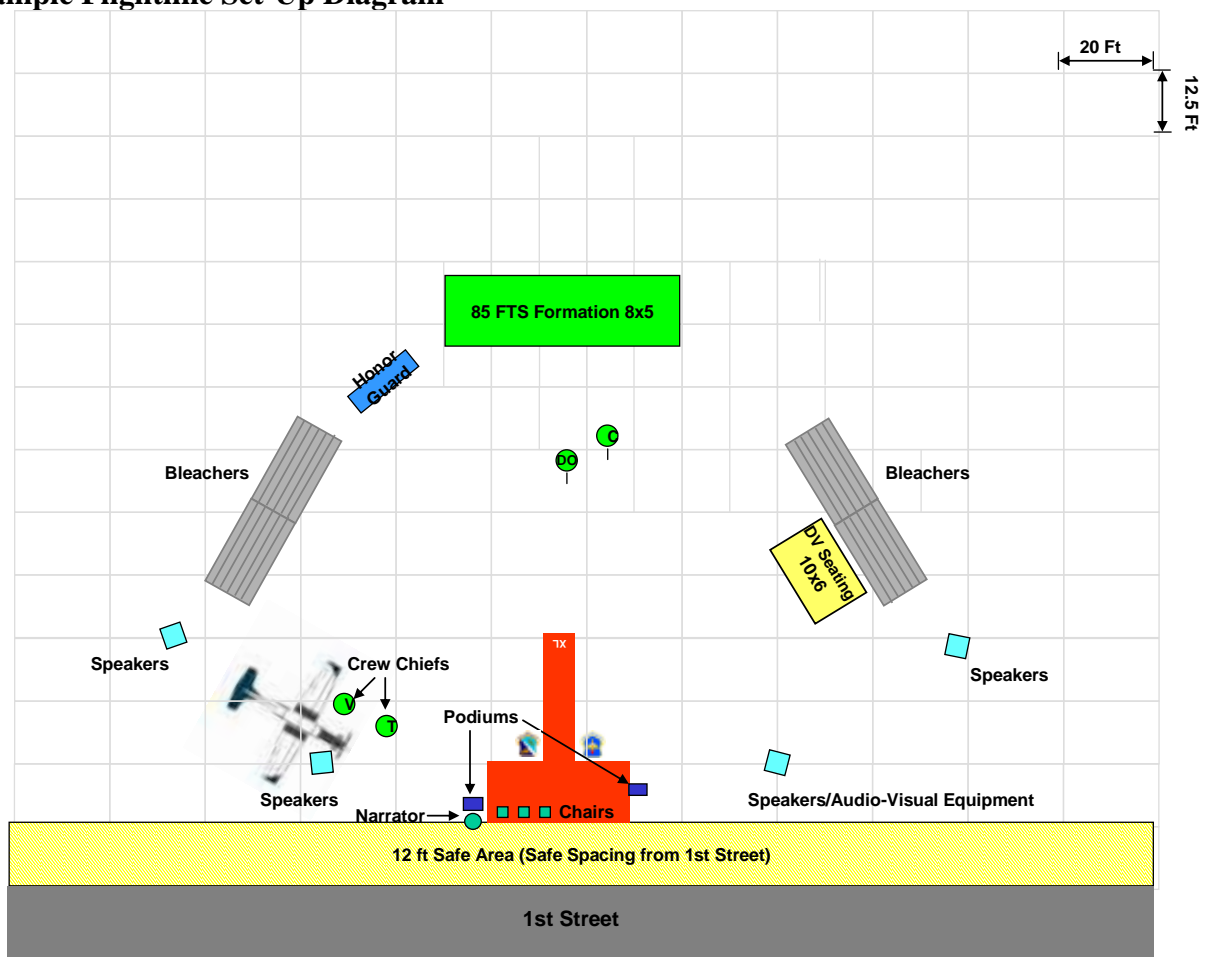 Flightline Set-Up Diagram
20 Ft
12.5 Ft
85 FTS Formation 8x5
Honor
Guard
C
DO
Bleachers
Bleachers
DV Seating
10x6
XL
Speakers
Crew Chiefs
Speakers
V
T
Podiums
Speakers
Speakers/Audio-Visual Equipment
Narrator
Chairs
12 ft Safe Area (Safe Spacing from 1st Street)
1st Street